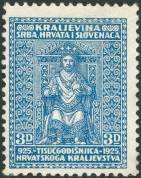 KRALJEVINA
SRBA, HRVATA I SLOVENACA
3D 3D
925.-TISUĆGODIŠNJICA-1925.
HRVATSKOGA KRALJEVSTVA